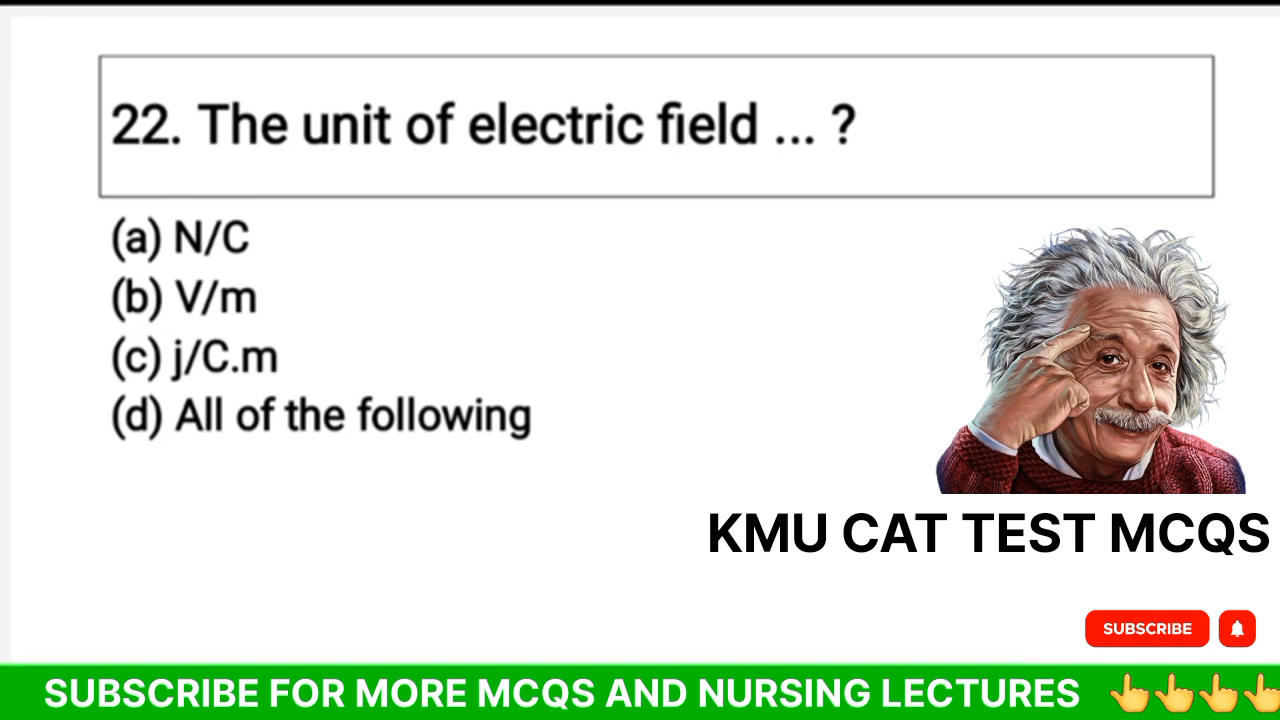 22. The unit of electric field ... ?
(a) N/C
(b) V/m
(c) j/C.m
(d) All of the following
KMU CAT TEST MCQS
SUBSCRIBE
SUBSCRIBE FOR MORE MCQS AND NURSING LECTURES 👆👆👆👆